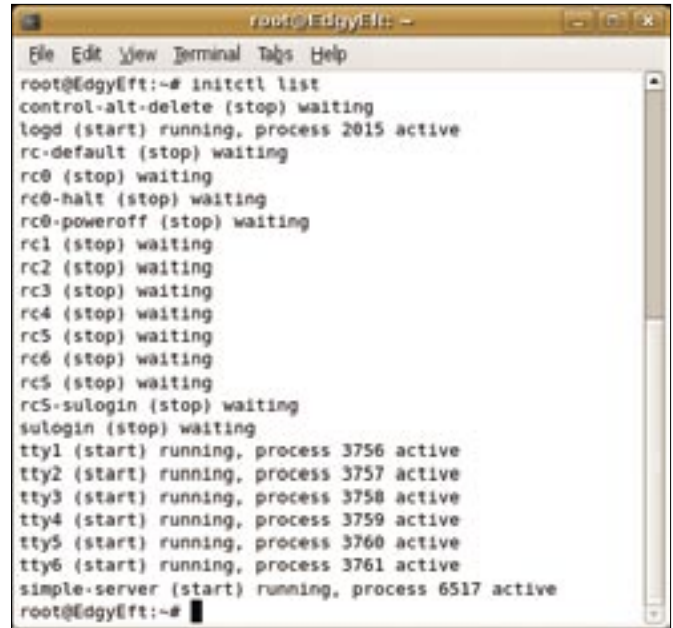 root@EdgyEft: ~
File Edit View Terminal Tabs Help
root@EdgyEft:~# initctl list
control-alt-delete (stop) waiting
logd (start) running, process 2015 active
rc-default (stop) waiting
rc0 (stop) waiting
rc0-halt (stop) waiting
rc0-poweroff (stop) waiting
rc1 (stop) waiting
rc2 (stop) waiting
rc3 (stop) waiting
rc4 (stop) waiting
rc5 (stop) waiting
rc6 (stop) waiting
rcS (stop) waiting
rcS-sulogin (stop) waiting
sulogin (stop) waiting
tty1 (start) running, process 3756 active
tty2 (start) running, process 3757 active
tty3 (start) running, process 3758 active
tty4 (start) running, process 3759 active
tty5 (start) running, process 3760 active
tty6 (start) running, process 3761 active
simple-server (start) running, process 6517 active
root@EdgyEft:~#